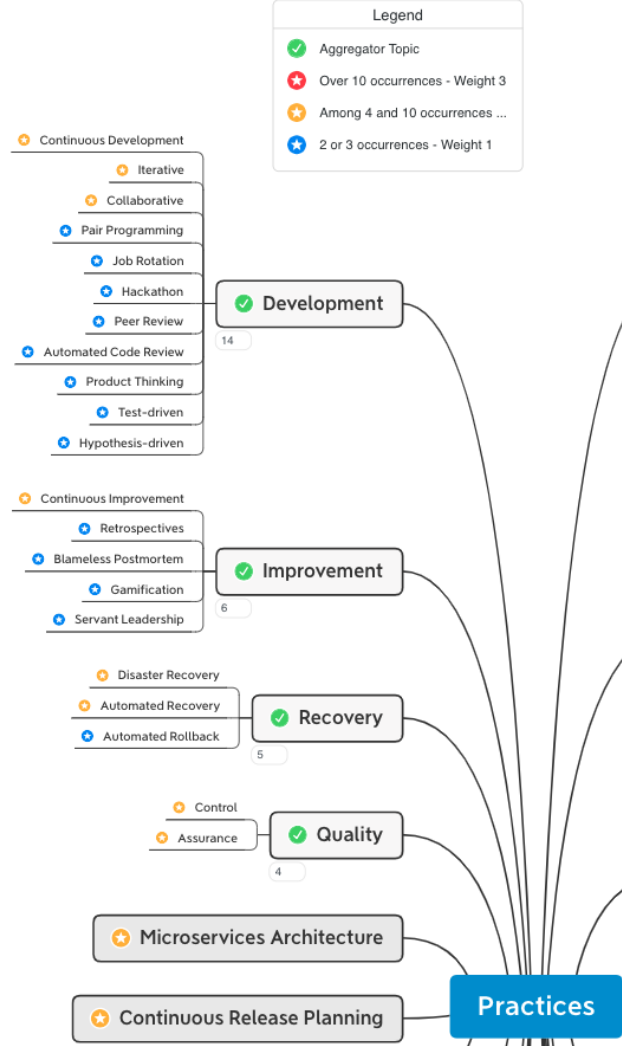 Legend
Aggregator Topic
Over 10 occurrences - Weight 3
Among 4 and 10 occurrences ...
2 or 3 occurrences - Weight 1
Continuous Development
Iterative
Collaborative
Pair Programming
Job Rotation
Hackathon
Peer Review
Automated Code Review
Product Thinking
Test-driven
Hypothesis-driven
Development
14
Continuous Improvement
Retrospectives
Blameless Postmortem
Gamification
Servant Leadership
Improvement
6
Disaster Recovery
Automated Recovery
Automated Rollback
Recovery
5
Control
Assurance
Quality
4
Microservices Architecture
Continuous Release Planning
Practices